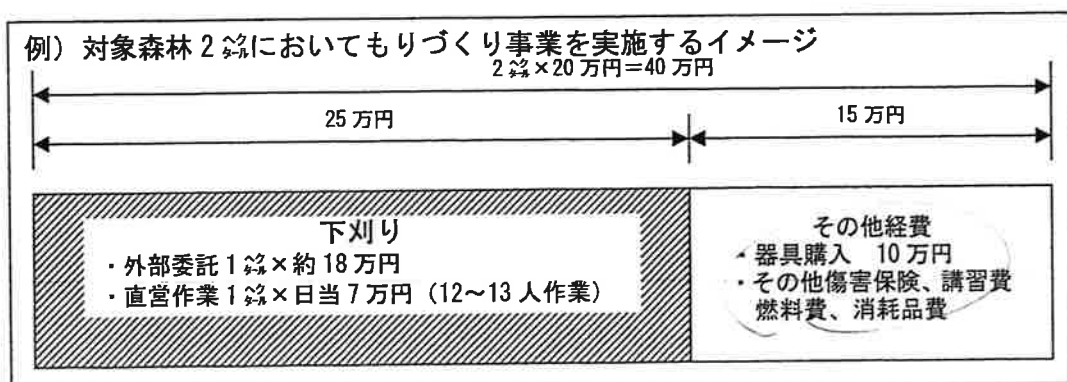 例）対象森林2㌶においてもりづくり事業を実施するイメージ
2㌶×20万円＝40万円
25万円
15万円
下刈り
・外部委託1㌶×約18万円
・直営作業1㌶×日当7万円（12～13人作業）
その他経費
・器具購入　10万円
・その他傷害保険、講習費
燃料費、消耗品費